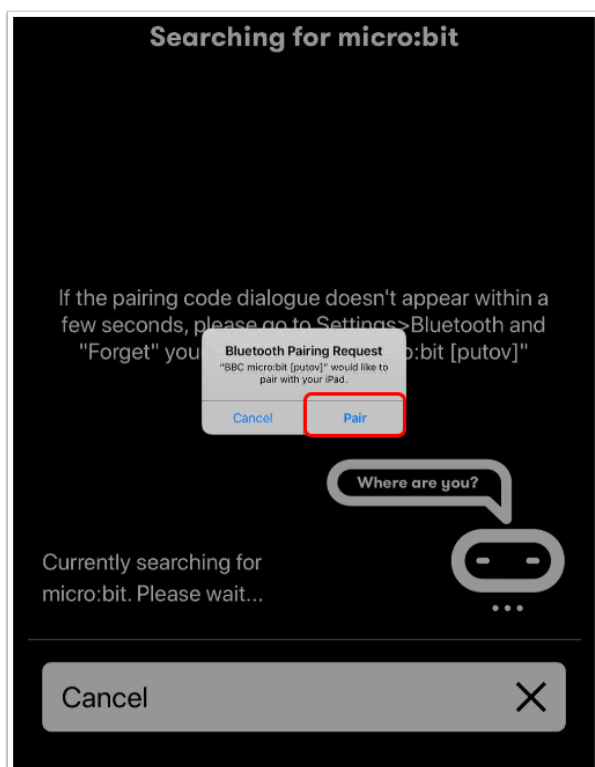 Searching for micro:bit
If the pairing code dialogue doesn't appear within a
few seconds, please go to Settings>Bluetooth and
"Forget" you o:bit [putov]"
Bluetooth Pairing Request
"BBC micro:bit [putov]" would like to
pair with your iPad.
Cancel Pair
Where are you?
Currently searching for
micro:bit. Please wait...
Cancel